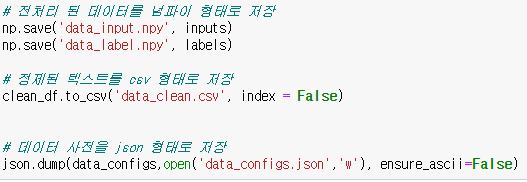 # 전처리 된 데이터를 넘파이 형태로 저장
np.save('data_input.npy', inputs)
np.save('data_label.npy', labels)
# 정제된 텍스트를 csv 형태로 저장
clean_df.to_csv('data_clean.csv', index = False)
# 데이터 사전을 json 형태로 저장
json.dump(data_configs,open('data_configs.json','w'), ensure_ascii=False)